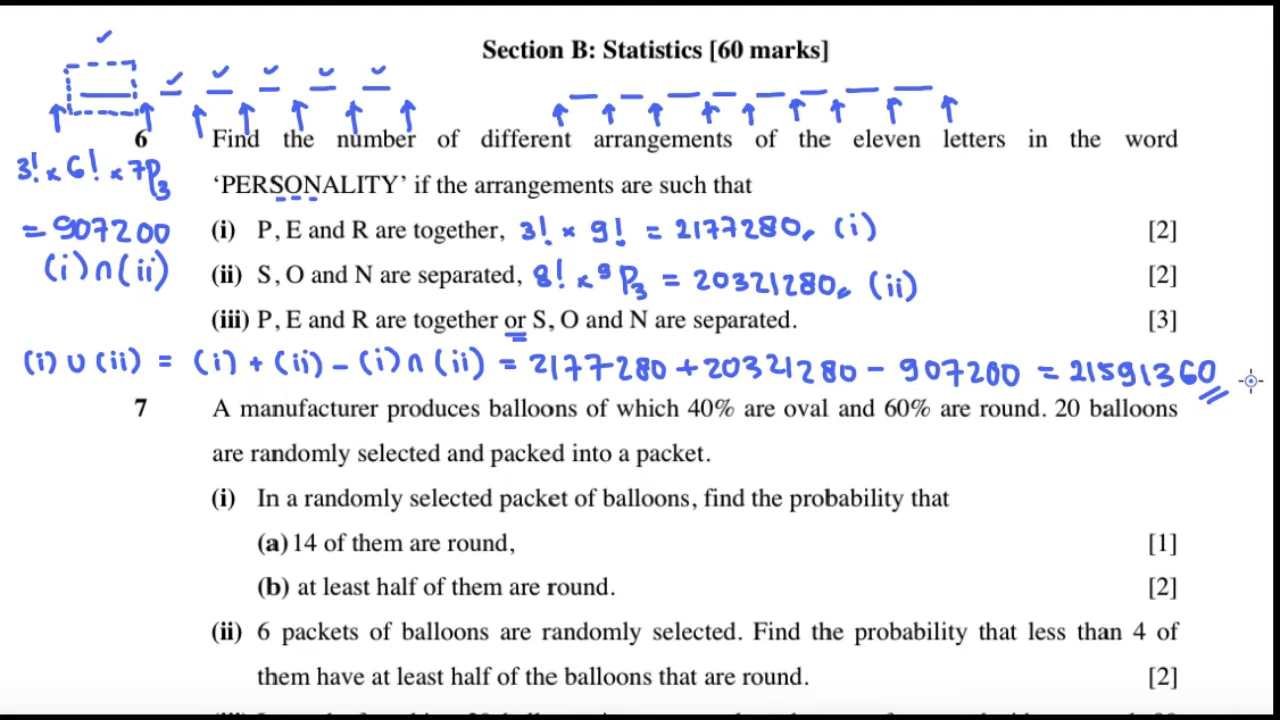 Section B: Statistics [60 marks]
6 Find the number of different arrangements of the eleven letters in the word
3! × 6! × 7P3
‘PERSONALITY’ if the arrangements are such that
= 907200
(i) P, E and R are together, 3! × 9! = 2177280, (i) [2]
(i) ∩ (ii)
(ii) S, O and N are separated, 8! × 9P3 = 20321280, (ii) [2]
(iii) P, E and R are together or S, O and N are separated. [3]
(i) ∪ (ii) = (i) + (ii) − (i) ∩ (ii) = 2177280 + 20321280 − 907200 = 21591360
7 A manufacturer produces balloons of which 40% are oval and 60% are round. 20 balloons
are randomly selected and packed into a packet.
(i) In a randomly selected packet of balloons, find the probability that
(a) 14 of them are round, [1]
(b) at least half of them are round. [2]
(ii) 6 packets of balloons are randomly selected. Find the probability that less than 4 of
them have at least half of the balloons that are round. [2]